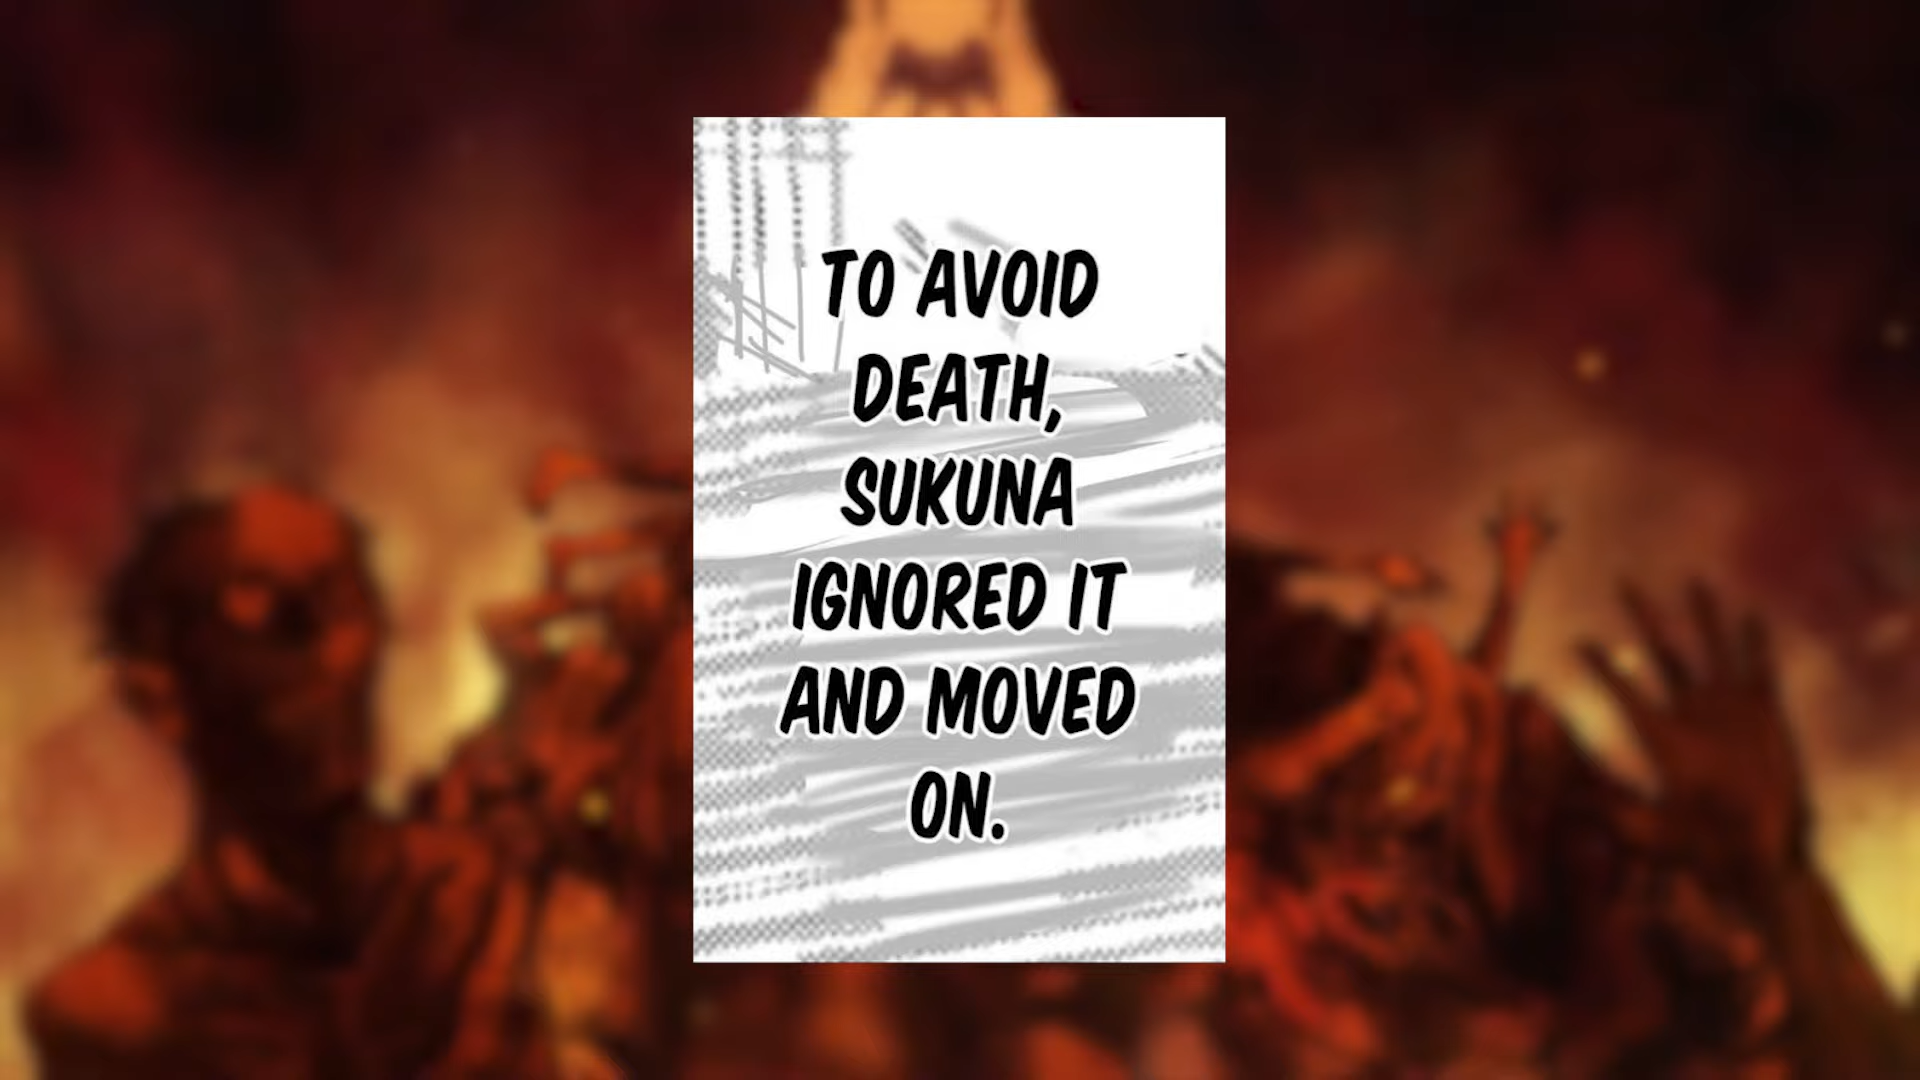 TO AVOID
DEATH,
SUKUNA
IGNORED IT
AND MOVED
ON.